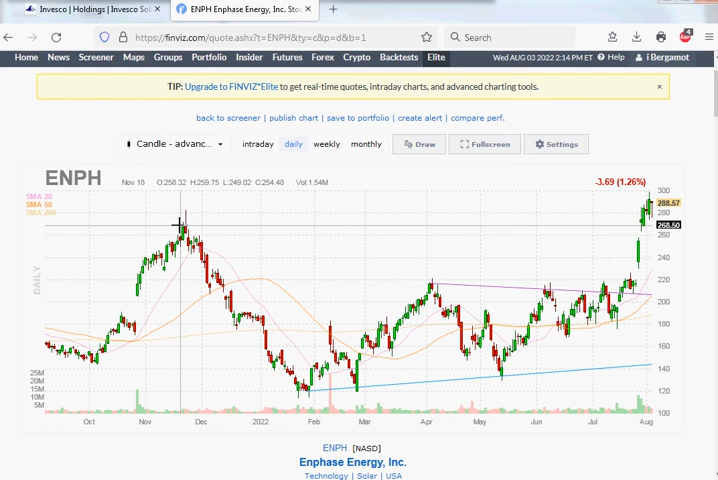 Invesco | Holdings | Invesco Sol
ENPH Enphase Energy, Inc. Stoc
https://finviz.com/quote.ashx?t=ENPH&ty=c&p=d&b=1
Search
4
Home News Screener Maps Groups Portfolio Insider Futures Forex Crypto Backtests Elite Wed AUG 03 2022 2:14 PM ET Help i Bergamot
TIP: Upgrade to FINVIZ*Elite to get real-time quotes, intraday charts, and advanced charting tools. ×
back to screener | publish chart | save to portfolio | create alert | compare perf.
Candle - advanc... intraday daily weekly monthly Draw Fullscreen Settings
ENPH Nov 18 O:258.32 H:259.75 L:249.02 C:254.48 Vol:1.54M -3.69 (1.26%)
SMA 20
SMA 50
SMA 200
DAILY
300
288.57
268.50
260
240
220
200
180
160
140
120
100
25M
20M
15M
10M
5M
Oct Nov Dec 2022 Feb Mar Apr May Jun Jul Aug
ENPH [NASD]
Enphase Energy, Inc.
Technology | Solar | USA